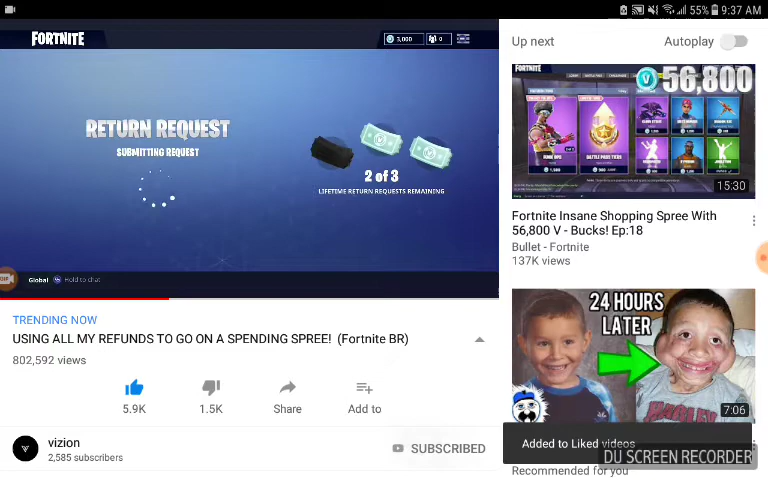 55% 9:37 AM
FORTNITE
3,000
0
RETURN REQUEST
SUBMITTING REQUEST
2 of 3
LIFETIME RETURN REQUESTS REMAINING
Global Hold to chat
TRENDING NOW
USING ALL MY REFUNDS TO GO ON A SPENDING SPREE! (Fortnite BR)
802,592 views
5.9K
1.5K
Share
Add to
vizion
2,585 subscribers
SUBSCRIBED
Up next
Autoplay
FORTNITE
56,800
15:30
Fortnite Insane Shopping Spree With
56,800 V - Bucks! Ep:18
Bullet - Fortnite
137K views
24 HOURS
LATER
7:06
Added to Liked videos
DU SCREEN RECORDER
Recommended for you